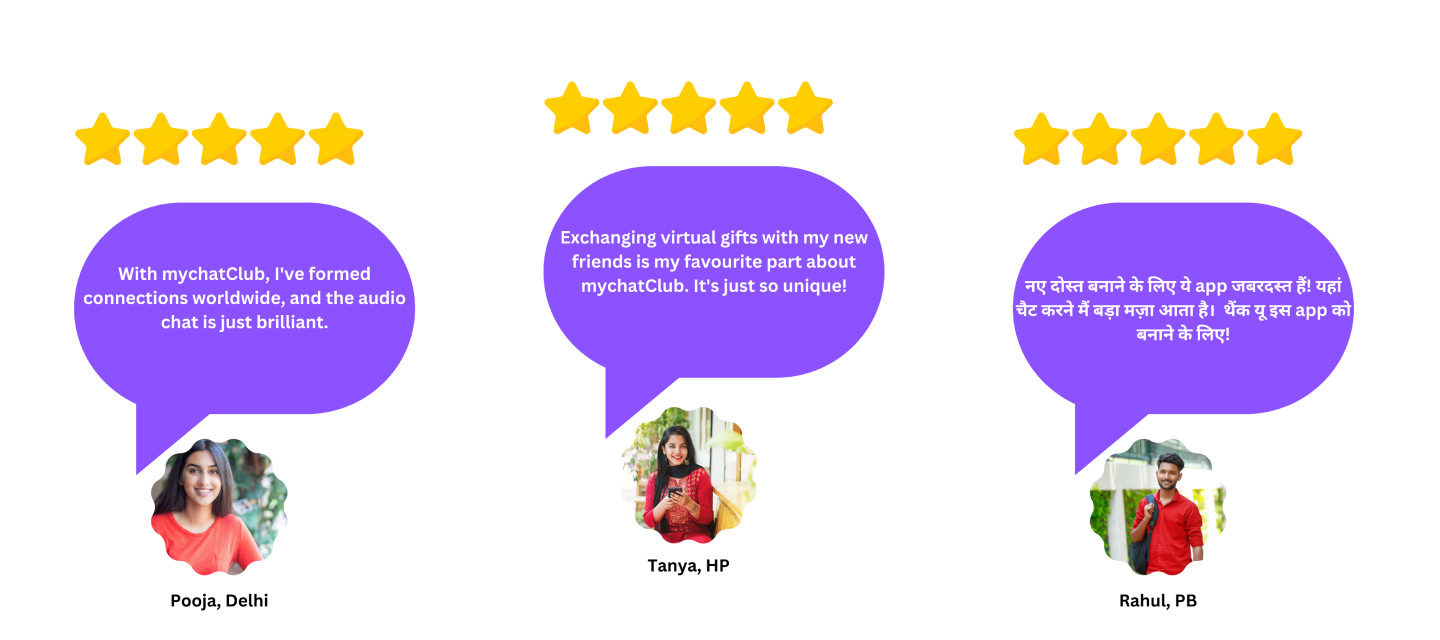 With mychatClub, I've formed
connections worldwide, and the audio
chat is just brilliant.
Pooja, Delhi
Exchanging virtual gifts with my new
friends is my favourite part about
mychatClub. It's just so unique!
Tanya, HP
नए दोस्त बनाने के लिए ये app जबरदस्त हैं! यहां
चैट करने मैं बड़ा मज़ा आता है। थैंक यू इस app को
बनाने के लिए!
Rahul, PB